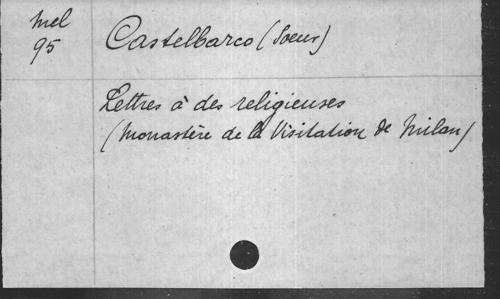 Mel
95
Castelbarco (Soeur)
Lettres à des religieuses
(Monastère de la Visitation de Milan)